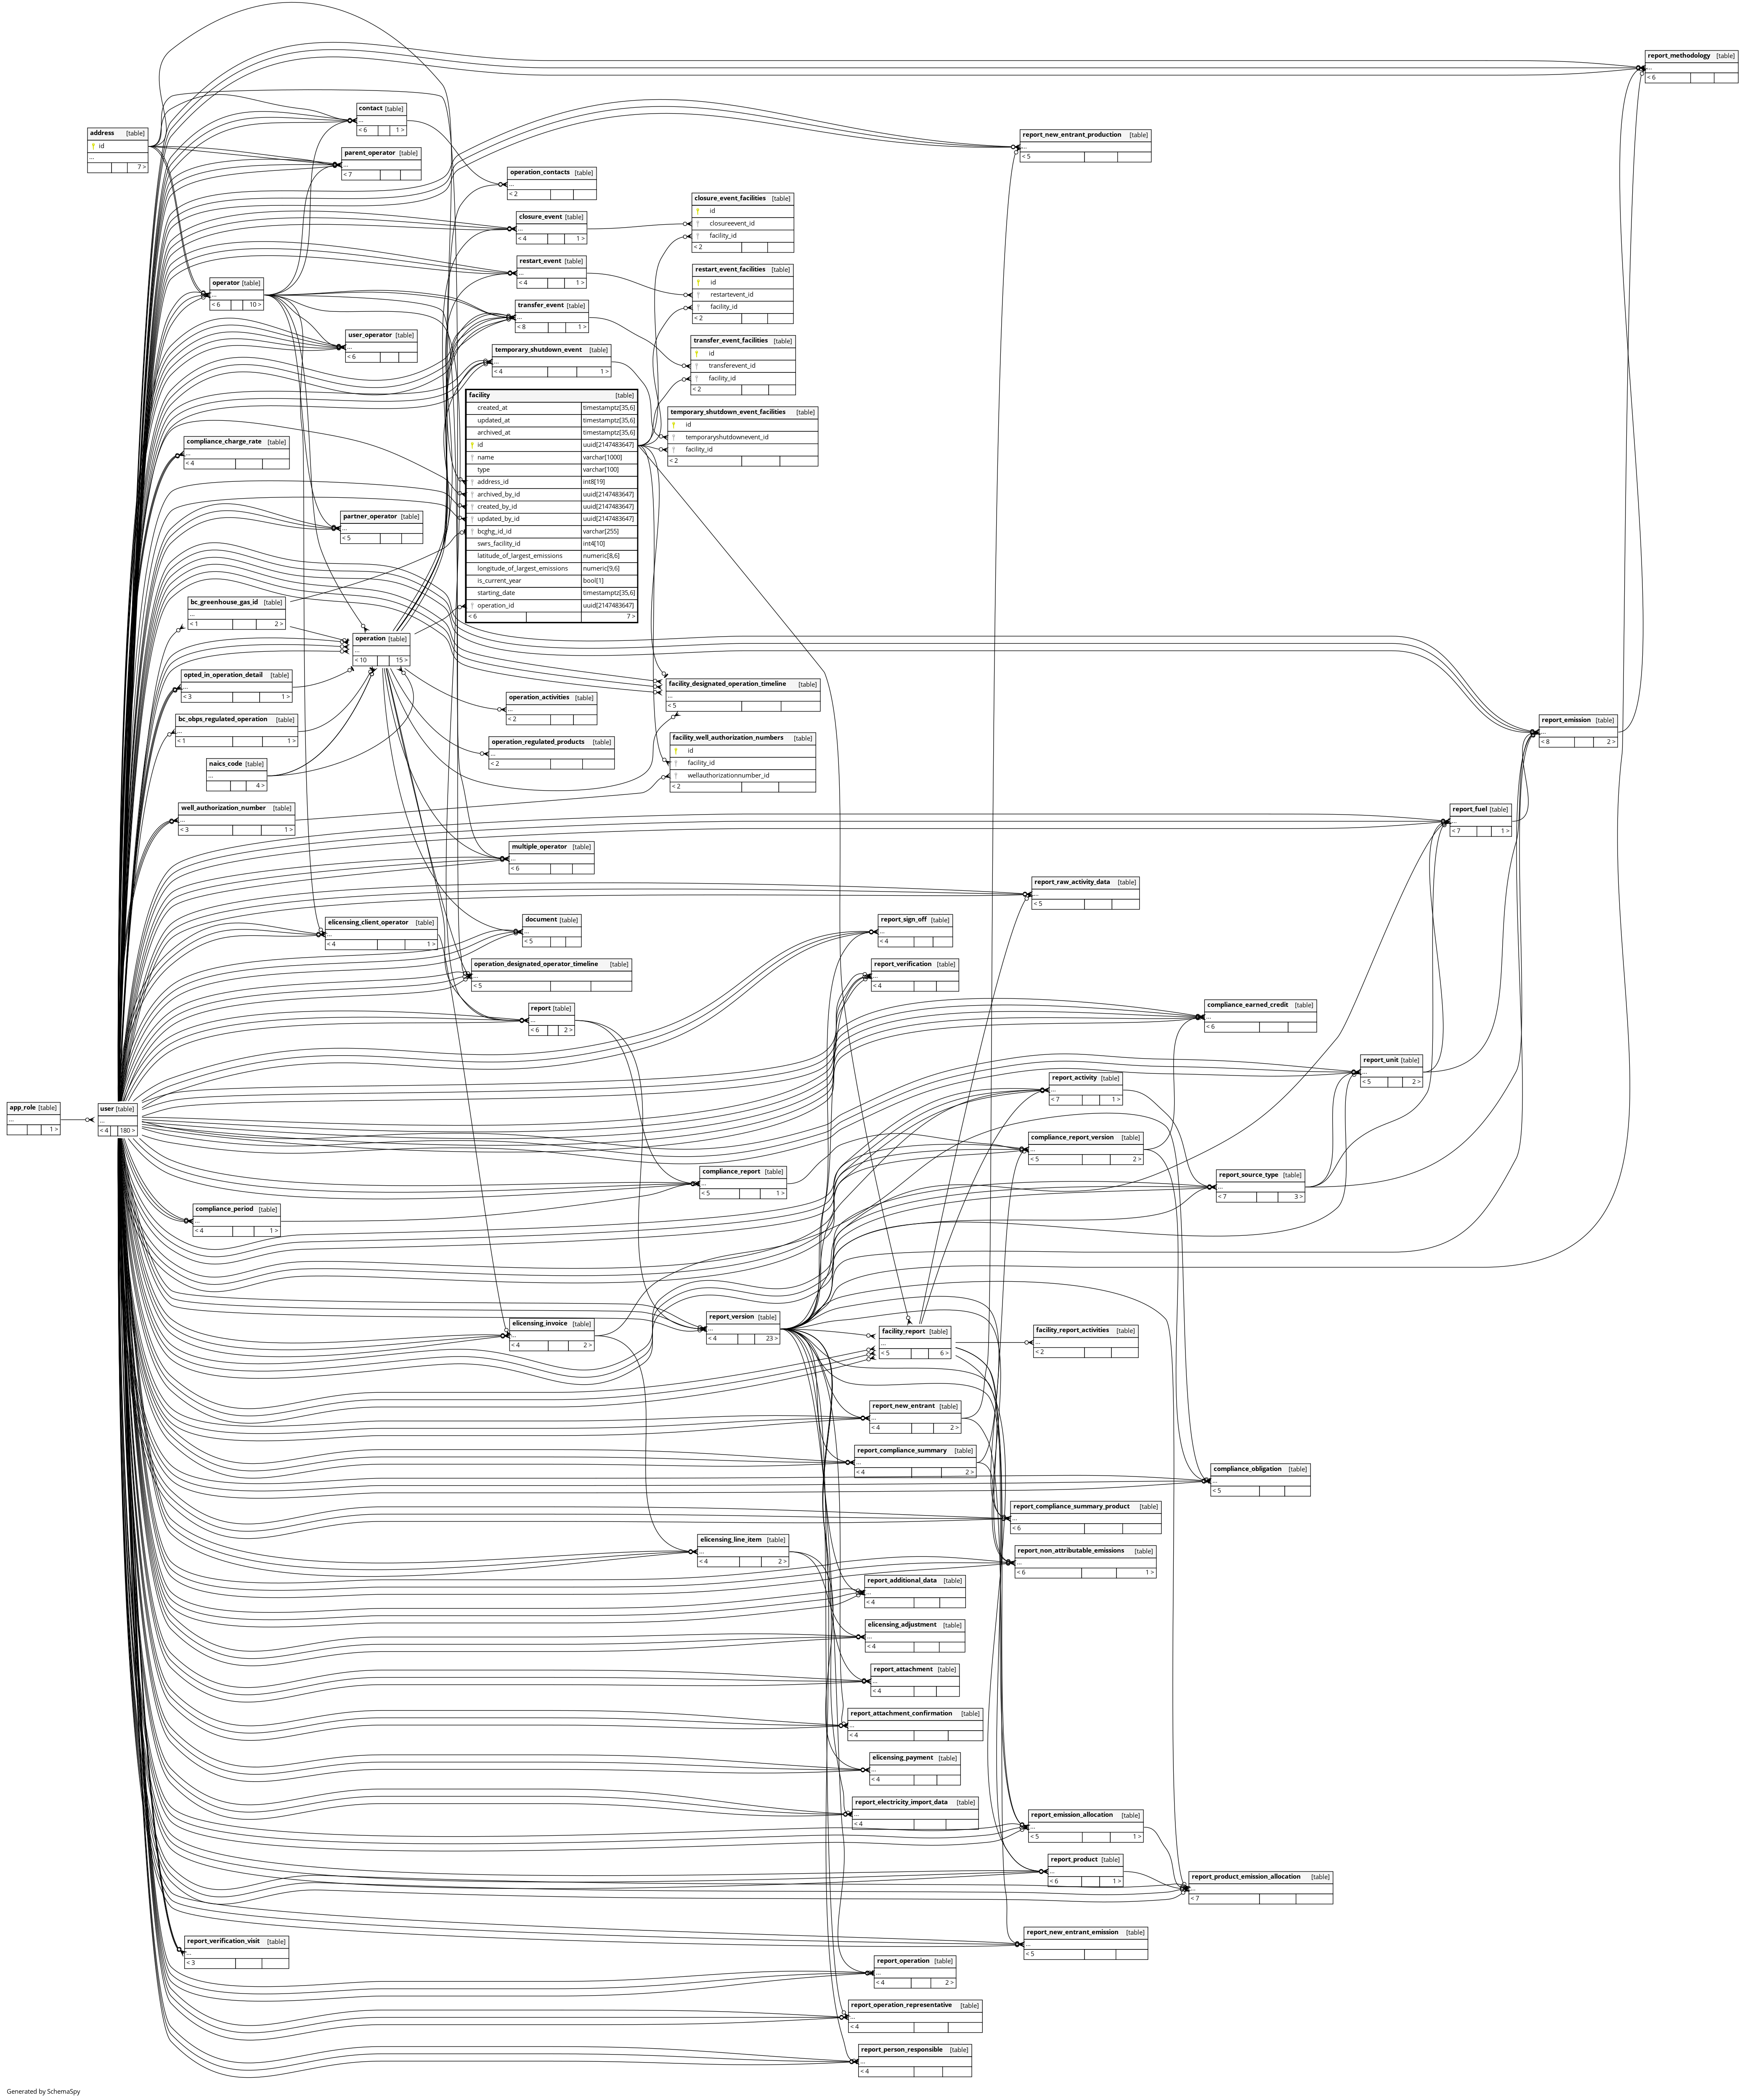 report_methodology [table]
...
< 6
contact [table]
...
< 6 1 >
address [table]
id
...
7 >
report_new_entrant_production [table]
...
< 5
parent_operator [table]
...
< 7
operation_contacts [table]
...
< 2
closure_event_facilities [table]
id
closureevent_id
facility_id
< 2
closure_event [table]
...
< 4 1 >
restart_event [table]
...
< 4 1 >
restart_event_facilities [table]
id
restartevent_id
facility_id
< 2
operator [table]
...
< 6 10 >
transfer_event [table]
...
< 8 1 >
user_operator [table]
...
< 6
transfer_event_facilities [table]
id
transferevent_id
facility_id
< 2
temporary_shutdown_event [table]
...
< 4 1 >
facility [table]
created_at timestamptz[35,6]
updated_at timestamptz[35,6]
archived_at timestamptz[35,6]
id uuid[2147483647]
name varchar[1000]
type varchar[100]
address_id int8[19]
archived_by_id uuid[2147483647]
created_by_id uuid[2147483647]
updated_by_id uuid[2147483647]
bcghg_id_id varchar[255]
swrs_facility_id int4[10]
latitude_of_largest_emissions numeric[8,6]
longitude_of_largest_emissions numeric[9,6]
is_current_year bool[1]
starting_date timestamptz[35,6]
operation_id uuid[2147483647]
< 6 7 >
temporary_shutdown_event_facilities [table]
id
temporaryshutdownevent_id
facility_id
< 2
compliance_charge_rate [table]
...
< 4
partner_operator [table]
...
< 5
bc_greenhouse_gas_id [table]
...
< 1 2 >
operation [table]
...
< 10 15 >
opted_in_operation_detail [table]
...
< 3 1 >
facility_designated_operation_timeline [table]
...
< 5
operation_activities [table]
...
< 2
bc_obps_regulated_operation [table]
...
< 1 1 >
report_emission [table]
...
< 8 2 >
operation_regulated_products [table]
...
< 2
facility_well_authorization_numbers [table]
id
facility_id
wellauthorizationnumber_id
< 2
naics_code [table]
...
4 >
well_authorization_number [table]
...
< 3 1 >
report_fuel [table]
...
< 7 1 >
multiple_operator [table]
...
< 6
report_raw_activity_data [table]
...
< 5
elicensing_client_operator [table]
...
< 4 1 >
document [table]
...
< 5
report_sign_off [table]
...
< 4
operation_designated_operator_timeline [table]
...
< 5
report_verification [table]
...
< 4
report [table]
...
< 6 2 >
compliance_earned_credit [table]
...
< 6
report_unit [table]
...
< 5 2 >
report_activity [table]
...
< 7 1 >
app_role [table]
...
1 >
user [table]
...
< 4 180 >
compliance_report_version [table]
...
< 5 2 >
compliance_report [table]
...
< 5 1 >
report_source_type [table]
...
< 7 3 >
compliance_period [table]
...
< 4 1 >
report_version [table]
...
< 4 23 >
elicensing_invoice [table]
...
< 4 2 >
facility_report [table]
...
< 5 6 >
facility_report_activities [table]
...
< 2
report_new_entrant [table]
...
< 4 2 >
report_compliance_summary [table]
...
< 4 2 >
compliance_obligation [table]
...
< 5
report_compliance_summary_product [table]
...
< 6
elicensing_line_item [table]
...
< 4 2 >
report_non_attributable_emissions [table]
...
< 6 1 >
report_additional_data [table]
...
< 4
elicensing_adjustment [table]
...
< 4
report_attachment [table]
...
< 4
report_attachment_confirmation [table]
...
< 4
elicensing_payment [table]
...
< 4
report_electricity_import_data [table]
...
< 4
report_emission_allocation [table]
...
< 5 1 >
report_product [table]
...
< 6 1 >
report_product_emission_allocation [table]
...
< 7
report_new_entrant_emission [table]
...
< 5
report_verification_visit [table]
...
< 3
report_operation [table]
...
< 4 2 >
report_operation_representative [table]
...
< 4
report_person_responsible [table]
...
< 4
Generated by SchemaSpy